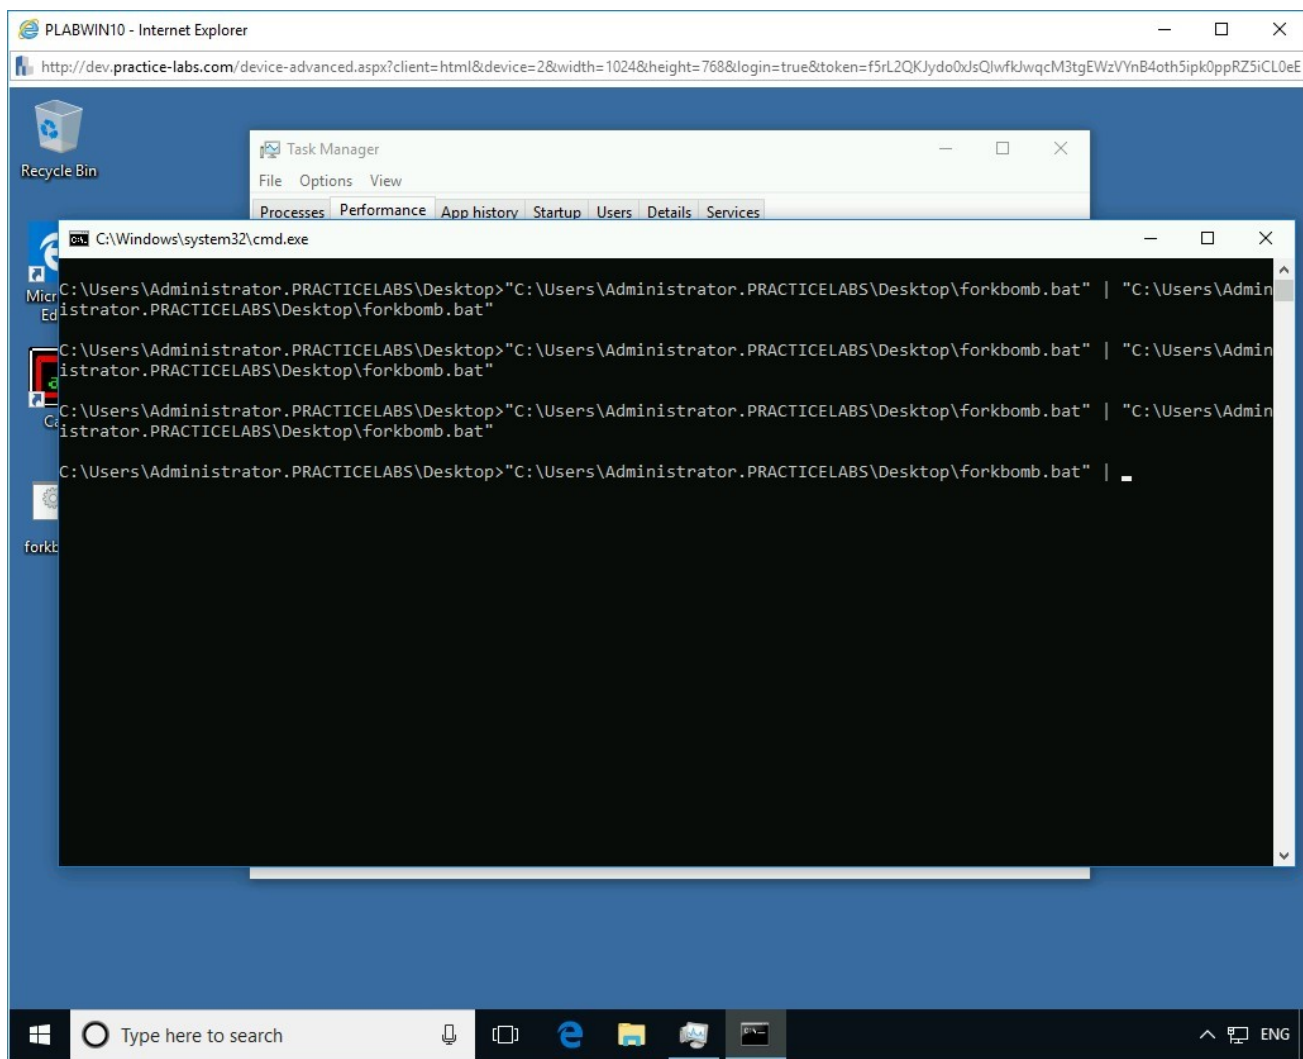 PLABWIN10 - Internet Explorer
http://dev.practice-labs.com/device-advanced.aspx?client=html&device=2&width=1024&height=768&login=true&token=f5rL2QKJydo0xJsQlwfkJwqcM3tgEWzVYnB4oth5ipk0ppRZ5iCL0eE
Recycle Bin
Task Manager
File Options View
Processes Performance App history Startup Users Details Services
C:\Windows\system32\cmd.exe
C:\Users\Administrator.PRACTICELABS\Desktop>"C:\Users\Administrator.PRACTICELABS\Desktop\forkbomb.bat" | "C:\Users\Admin
istrator.PRACTICELABS\Desktop\forkbomb.bat"
C:\Users\Administrator.PRACTICELABS\Desktop>"C:\Users\Administrator.PRACTICELABS\Desktop\forkbomb.bat" | "C:\Users\Admin
istrator.PRACTICELABS\Desktop\forkbomb.bat"
C:\Users\Administrator.PRACTICELABS\Desktop>"C:\Users\Administrator.PRACTICELABS\Desktop\forkbomb.bat" | "C:\Users\Admin
istrator.PRACTICELABS\Desktop\forkbomb.bat"
C:\Users\Administrator.PRACTICELABS\Desktop>"C:\Users\Administrator.PRACTICELABS\Desktop\forkbomb.bat" |
Micr
Ed
Ca
forkb
Type here to search
ENG